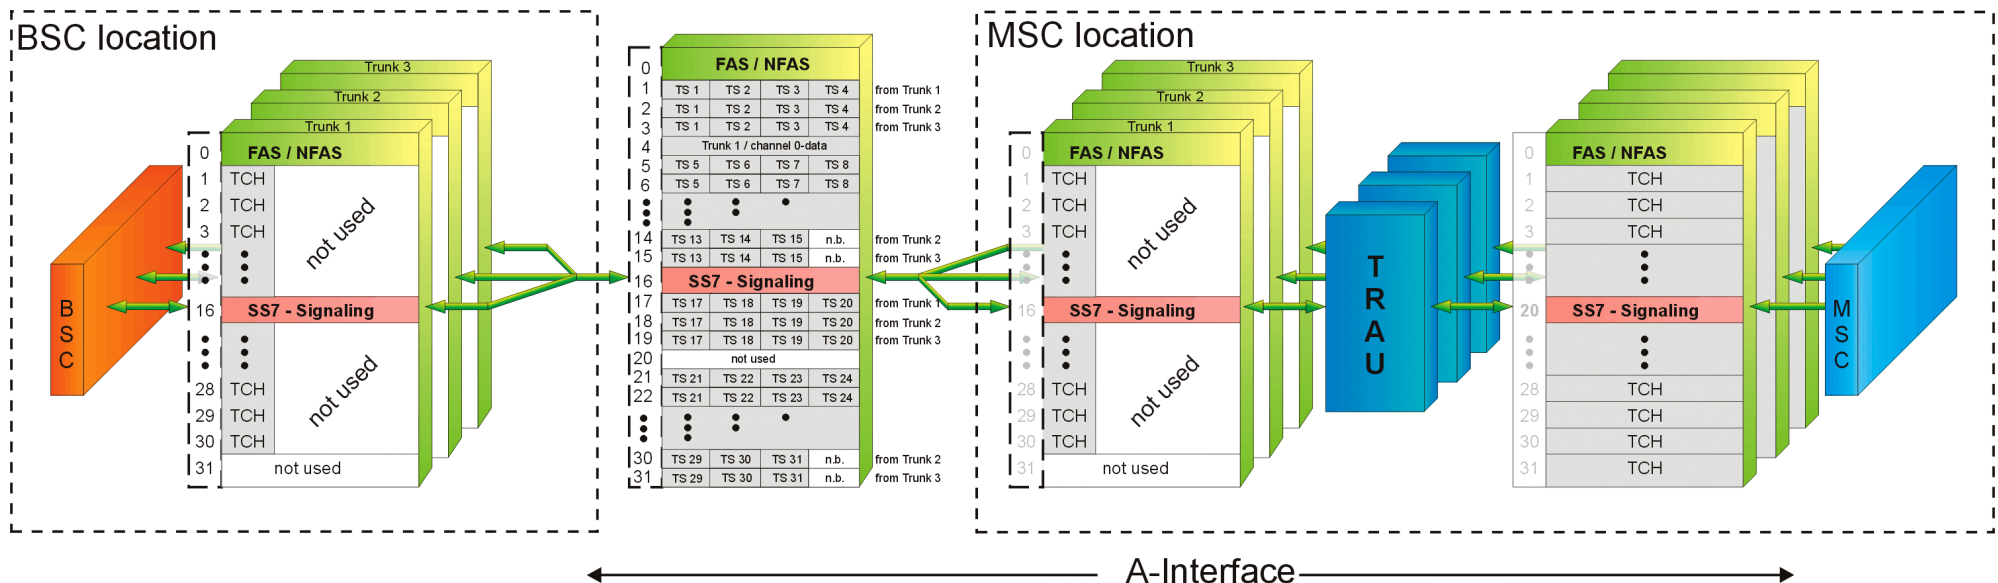 BSC location
MSC location
Trunk 3
Trunk 2
Trunk 1
0 FAS / NFAS
1 TCH
2 TCH
3 TCH
not used
16 SS7 - Signaling
not used
28 TCH
29 TCH
30 TCH
31 not used
BSC
0 FAS / NFAS
1 TS 1 TS 2 TS 3 TS 4 from Trunk 1
2 TS 1 TS 2 TS 3 TS 4 from Trunk 2
3 TS 1 TS 2 TS 3 TS 4 from Trunk 3
4 Trunk 1 / channel 0-data
5 TS 5 TS 6 TS 7 TS 8
6 TS 5 TS 6 TS 7 TS 8
14 TS 13 TS 14 TS 15 n.b. from Trunk 2
15 TS 13 TS 14 TS 15 n.b. from Trunk 3
16 SS7 - Signaling
17 TS 17 TS 18 TS 19 TS 20 from Trunk 1
18 TS 17 TS 18 TS 19 TS 20 from Trunk 2
19 TS 17 TS 18 TS 19 TS 20 from Trunk 3
20 not used
21 TS 21 TS 22 TS 23 TS 24
22 TS 21 TS 22 TS 23 TS 24
30 TS 29 TS 30 TS 31 n.b. from Trunk 2
31 TS 29 TS 30 TS 31 n.b. from Trunk 3
Trunk 3
Trunk 2
Trunk 1
0 FAS / NFAS
1 TCH
2 TCH
3 TCH
not used
16 SS7 - Signaling
not used
28 TCH
29 TCH
30 TCH
31 not used
TRAU
0 FAS / NFAS
1 TCH
2 TCH
3 TCH
20 SS7 - Signaling
28 TCH
29 TCH
30 TCH
31 TCH
MSC
A-Interface